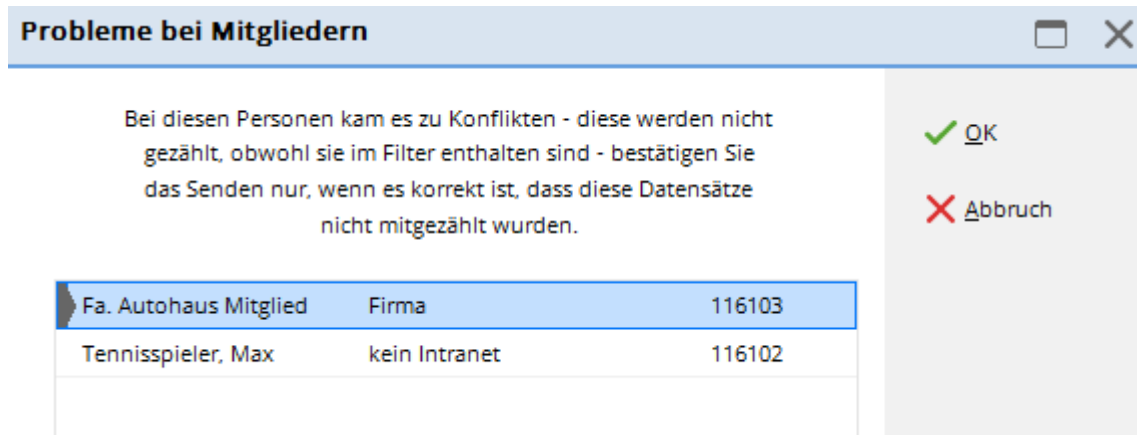 Probleme bei Mitgliedern
Bei diesen Personen kam es zu Konflikten - diese werden nicht
gezählt, obwohl sie im Filter enthalten sind - bestätigen Sie
das Senden nur, wenn es korrekt ist, dass diese Datensätze
nicht mitgezählt wurden.
OK
Abbruch
Fa. Autohaus Mitglied Firma 116103
Tennisspieler, Max kein Intranet 116102